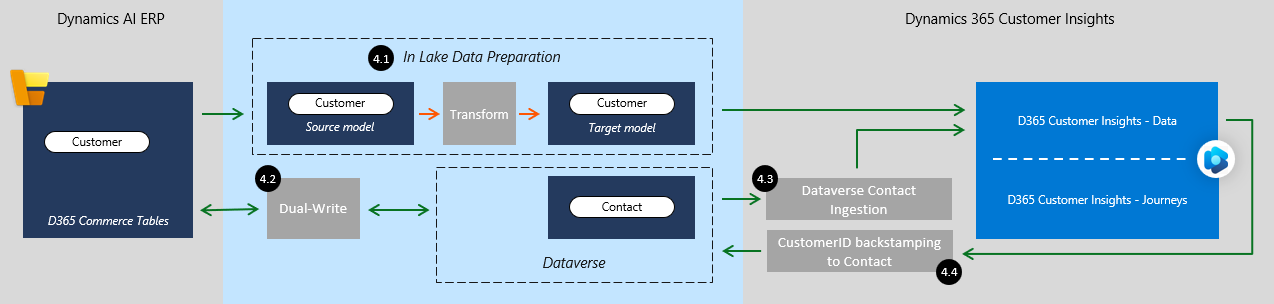 Dynamics AI ERP
Dynamics 365 Customer Insights
4.1
In Lake Data Preparation
Customer
Customer
Source model
Transform
Customer
Target model
D365 Customer Insights - Data
D365 Customer Insights - Journeys
D365 Commerce Tables
4.2
Dual-Write
Contact
Dataverse
4.3
Dataverse Contact
Ingestion
CustomerID backstamping
to Contact
4.4